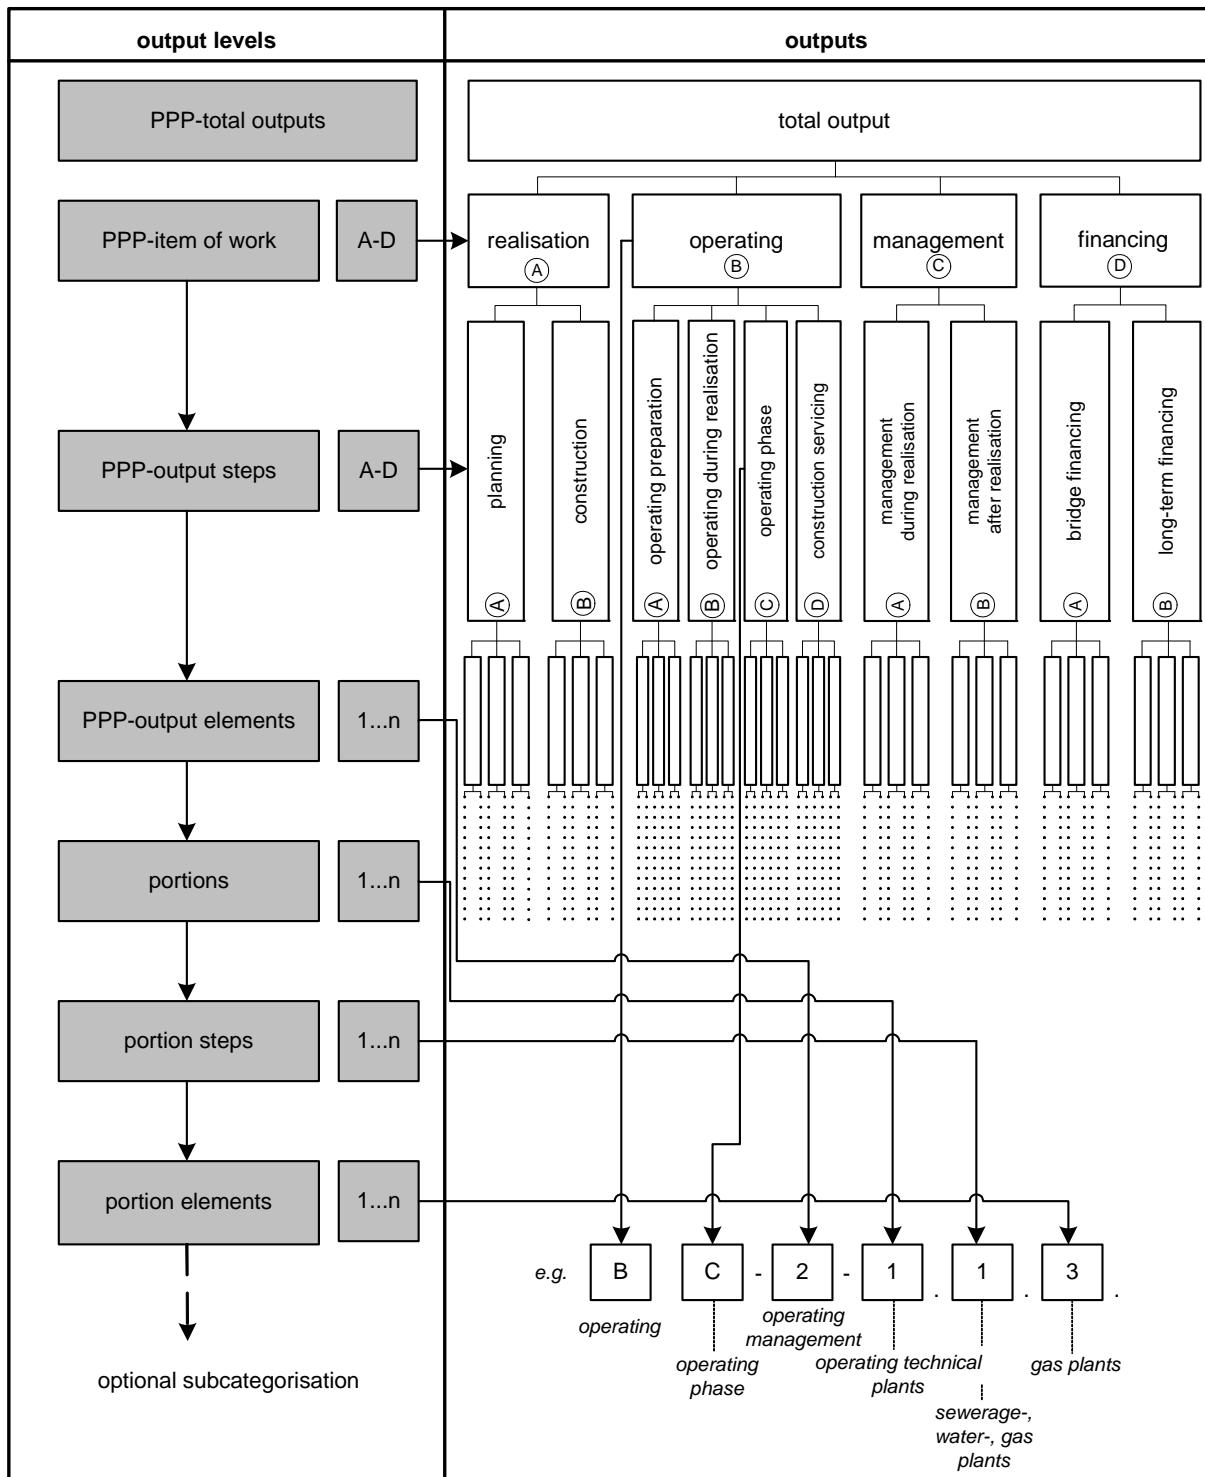 output levels
outputs
PPP-total outputs
total output
PPP-item of work
A-D
realisation
A
operating
B
management
C
financing
D
PPP-output steps
A-D
planning
A
construction
B
operating preparation
A
operating during realisation
B
operating phase
C
construction servicing
D
management
during realisation
A
management
after realisation
B
bridge financing
A
long-term financing
B
PPP-output elements
1...n
portions
1...n
portion steps
1...n
portion elements
1...n
optional subcategorisation
e.g. B C - 2 - 1 . 1 . 3 .
operating
operating
phase
operating
management
operating technical
plants
sewerage-,
water-, gas
plants
gas plants